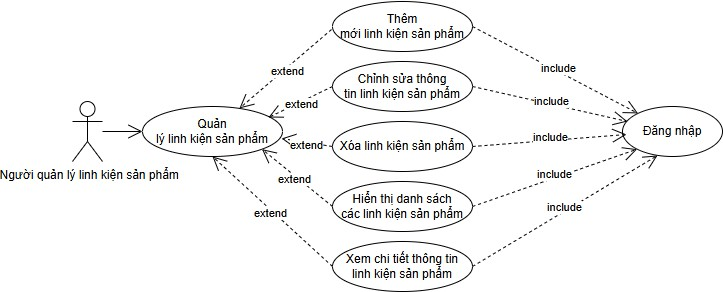 Thêm
mới linh kiện sản phẩm
extend
include
Chỉnh sửa thông
tin linh kiện sản phẩm
extend
include
Quản
lý linh kiện sản phẩm
Đăng nhập
Xóa linh kiện sản phẩm
extend
include
Người quản lý linh kiện sản phẩm
Hiển thị danh sách
các linh kiện sản phẩm
extend
include
extend
include
Xem chi tiết thông tin
linh kiện sản phẩm